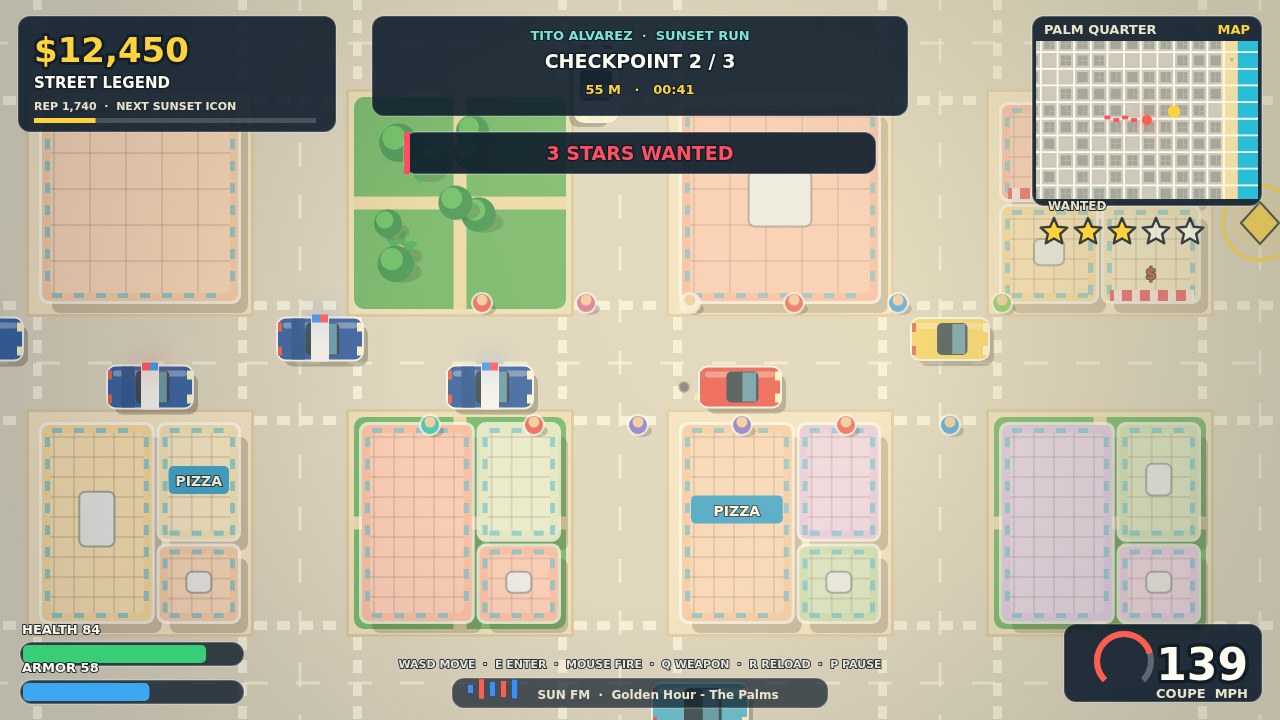 $12,450
STREET LEGEND
REP 1,740 · NEXT SUNSET ICON
TITO ALVAREZ · SUNSET RUN
CHECKPOINT 2 / 3
55 M · 00:41
3 STARS WANTED
PALM QUARTER MAP
WANTED
PIZZA
PIZZA
HEALTH 84
ARMOR 58
WASD MOVE · E ENTER · MOUSE FIRE · Q WEAPON · R RELOAD · P PAUSE
SUN FM · Golden Hour - The Palms
139
COUPE MPH